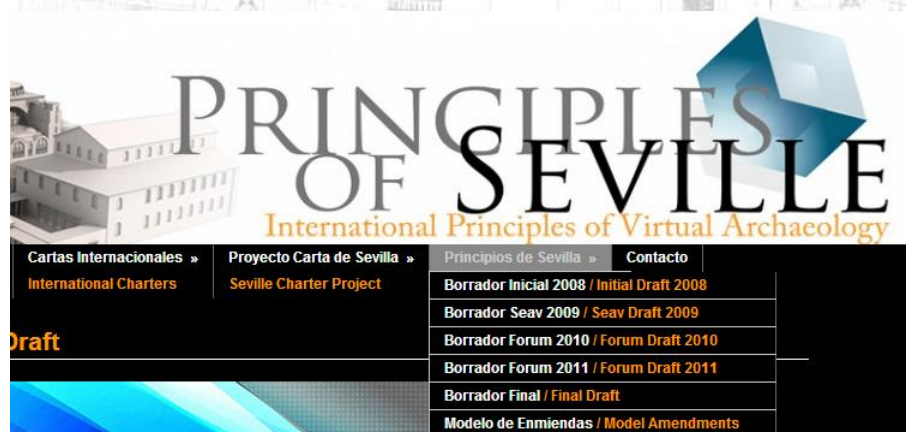 PRINCIPLES
OF SEVILLE
International Principles of Virtual Archaeology
Cartas Internacionales » Proyecto Carta de Sevilla » Principios de Sevilla » Contacto
International Charters Seville Charter Project
Borrador Inicial 2008 / Initial Draft 2008
Borrador Seav 2009 / Seav Draft 2009
Draft
Borrador Forum 2010 / Forum Draft 2010
Borrador Forum 2011 / Forum Draft 2011
Borrador Final / Final Draft
Modelo de Enmiendas / Model Amendments